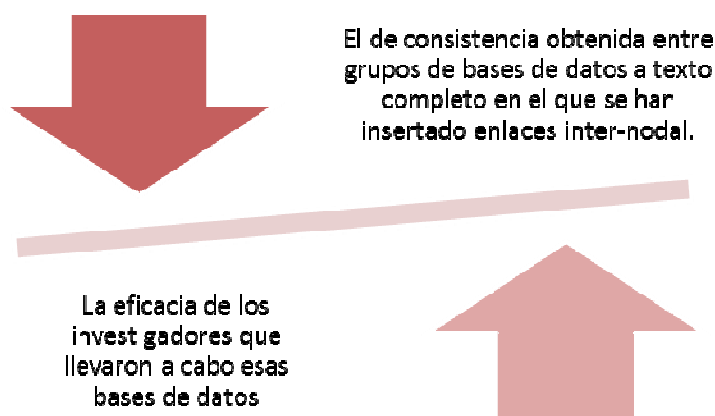 El de consistencia obtenida entre
grupos de bases de datos a texto
completo en el que se han
insertado enlaces inter-nodal.
La eficacia de los
invest gadores que
llevaron a cabo esas
bases de datos